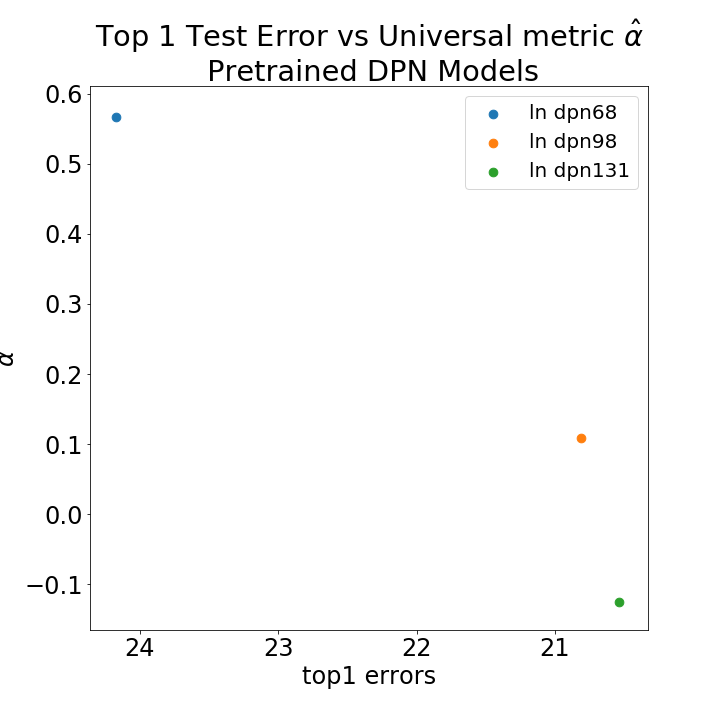 Top 1 Test Error vs Universal metric α̂
Pretrained DPN Models
0.6
0.5
0.4
0.3
0.2
0.1
0.0
−0.1
α
ln dpn68
ln dpn98
ln dpn131
24 23 22 21
top1 errors